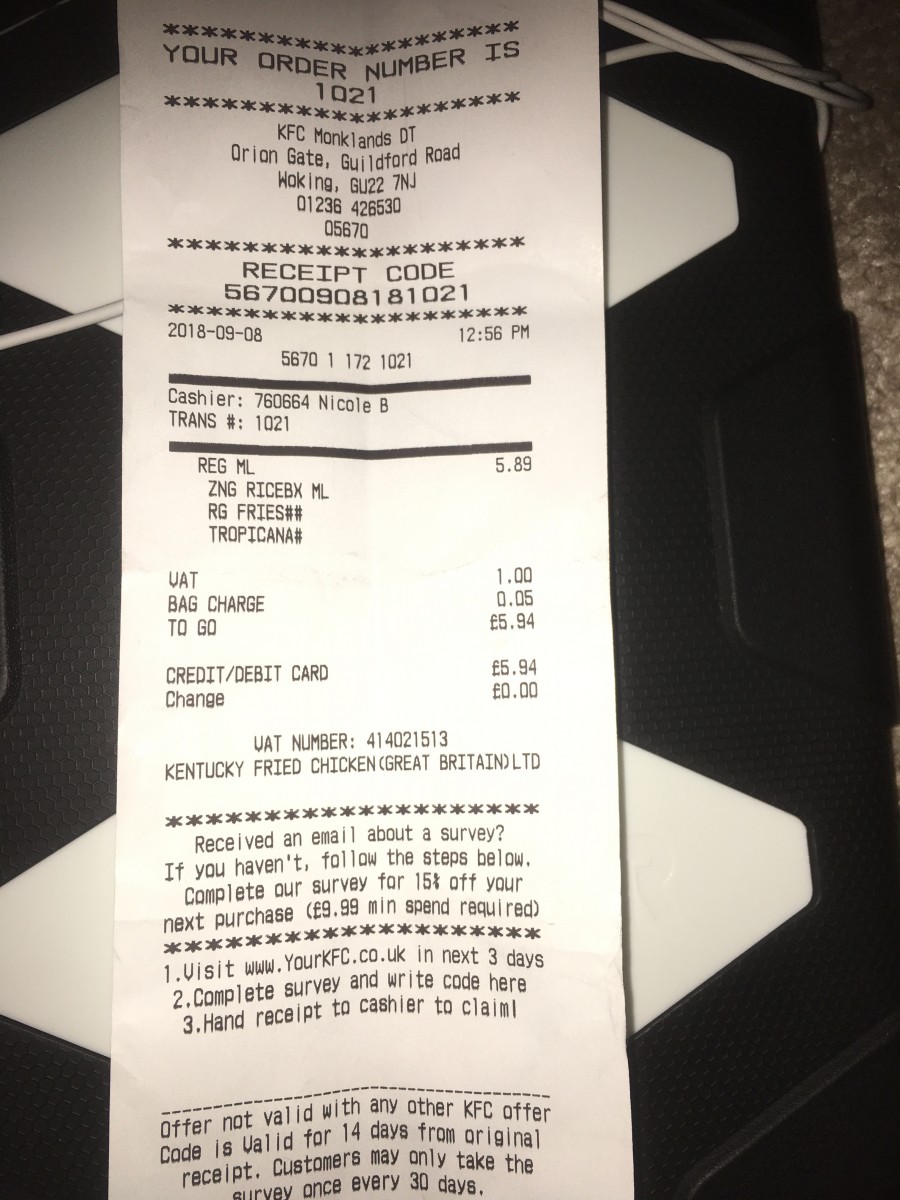 *******************
YOUR ORDER NUMBER IS
1021
*******************
KFC Monklands DT
Orion Gate, Guildford Road
Woking, GU22 7NJ
01236 426530
05670
*******************
RECEIPT CODE
56700908181021
*******************
2018-09-08 12:56 PM
5670 1 172 1021
Cashier: 760664 Nicole B
TRANS #: 1021
REG ML 5.89
ZNG RICEBX ML
RG FRIES##
TROPICANA#
VAT 1.00
BAG CHARGE 0.05
TO GO £5.94
CREDIT/DEBIT CARD £5.94
Change £0.00
VAT NUMBER: 414021513
KENTUCKY FRIED CHICKEN(GREAT BRITAIN)LTD
********************
Received an email about a survey?
If you haven't, follow the steps below.
Complete our survey for 15% off your
next purchase (£9.99 min spend required)
********************
1.Visit www.YourKFC.co.uk in next 3 days
2.Complete survey and write code here
3.Hand receipt to cashier to claim!
----------------------------------------
Offer not valid with any other KFC offer
Code is Valid for 14 days from original
receipt. Customers may only take the
survey once every 30 days.